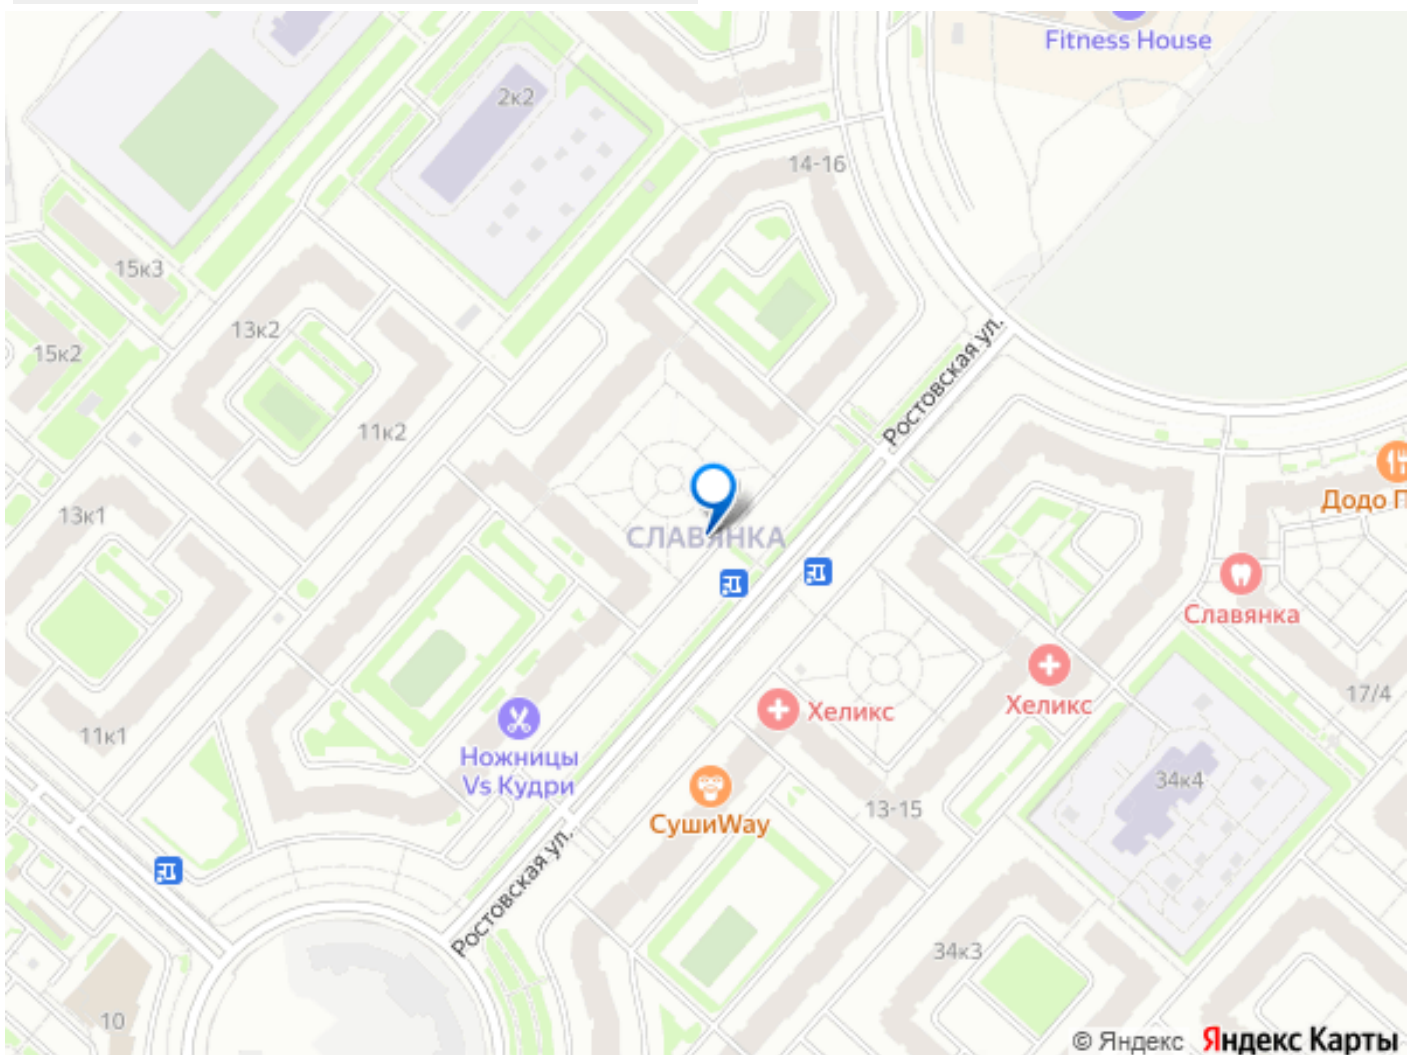 Fitness House
2к2
14-16
15к3
13к2
15к2
Ростовская ул.
11к2
Додо П
13к1
СЛАВЯНКА
Славянка
Хеликс
17/4
Хеликс
11к1
Ножницы
Vs Кудри
34к4
13-15
СушиWay
Ростовская ул.
34к3
10
© Яндекс Яндекс Карты